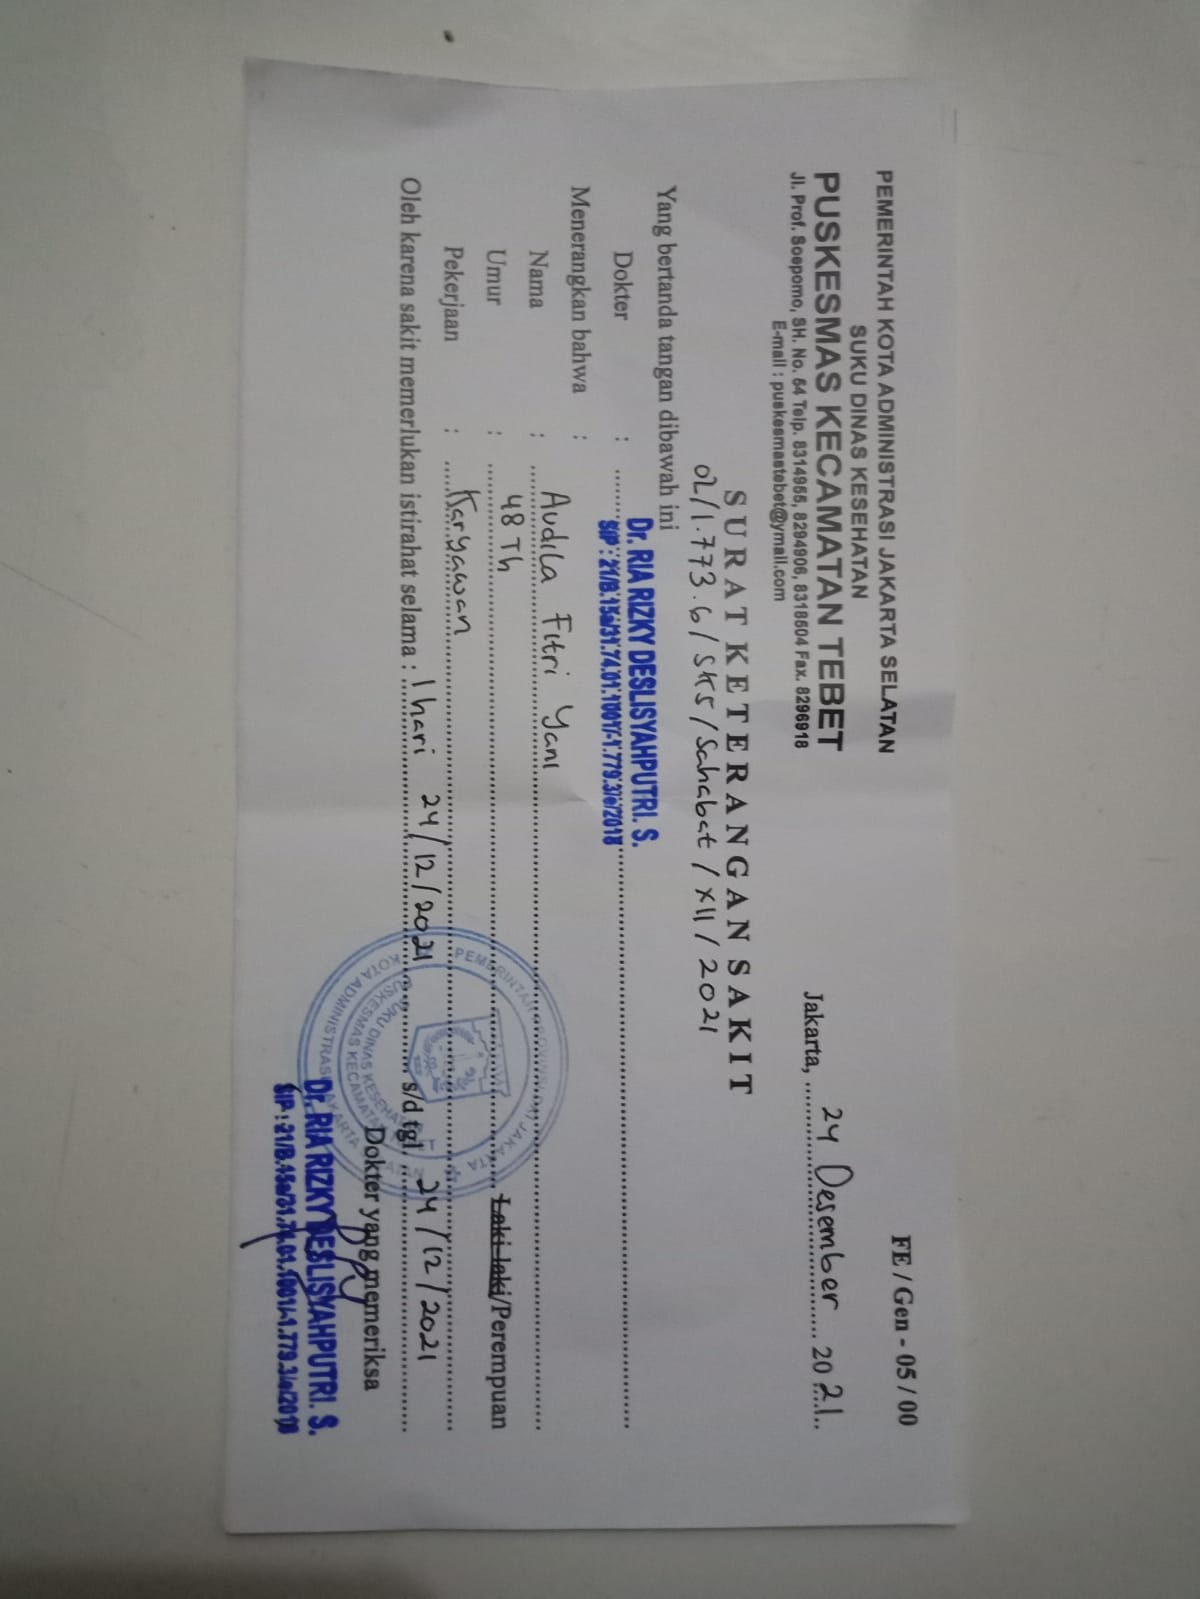 PEMERINTAH KOTA ADMINISTRASI JAKARTA SELATAN
SUKU DINAS KESEHATAN
PUSKESMAS KECAMATAN TEBET
Jl. Prof. Soepomo, SH. No. 54 Telp. 8314955, 8294906, 8318504 Fax. 8296918
E-mail : puskesmastebet@ymail.com
FE / Gen - 05 / 00
Jakarta, 24 Desember 2021
SURAT KETERANGAN SAKIT
02/1.773.6/SKS/Sahabat/XII/2021
Yang bertanda tangan dibawah ini
Dokter : Dr. RIA RIZKY DESLISYAHPUTRI. S.
SIP : 21/B.15a/31.74.01.1001/-1.779.3/e/2018
Menerangkan bahwa :
Nama : Audila Fitri Yani
Umur : 48 Th Laki-laki/Perempuan
Pekerjaan : Karyawan
Oleh karena sakit memerlukan istirahat selama : 1 hari 24/12/2021 s/d tgl. 24/12/2021
PEMERINTAH PROVINSI DKI JAKARTA
KOTA ADMINISTRASI JAKARTA SELATAN
SUKU DINAS KESEHATAN
PUSKESMAS KECAMATAN TEBET
Dokter yang memeriksa
Dr. RIA RIZKY DESLISYAHPUTRI. S.
SIP : 21/B.15a/31.74.01.1001/-1.779.3/e/2018